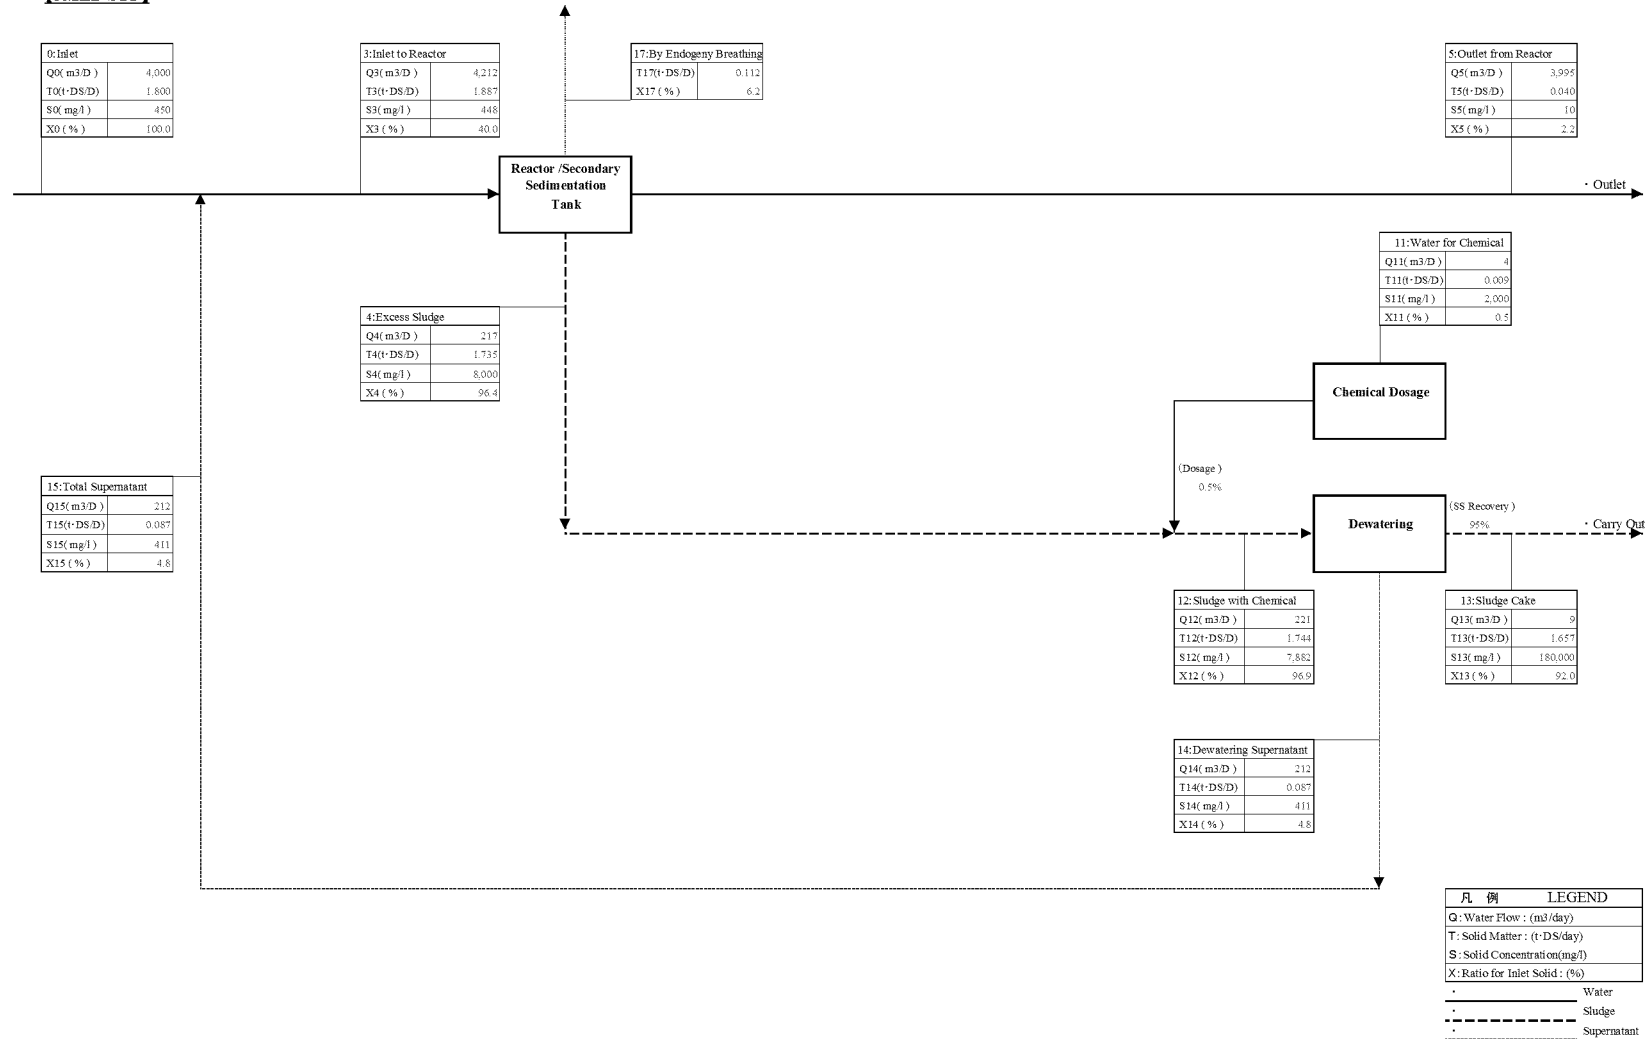 0:Inlet
Q0( m3/D ) 4,000
T0(t·DS/D) 1.800
S0( mg/l ) 450
X0 ( % ) 100.0
3:Inlet to Reactor
Q3( m3/D ) 4,212
T3(t·DS/D) 1.887
S3( mg/l ) 448
X3 ( % ) 40.0
17:By Endogeny Breathing
T17(t·DS/D) 0.112
X17 ( % ) 6.2
5:Outlet from Reactor
Q5( m3/D ) 3,995
T5(t·DS/D) 0.040
S5( mg/l ) 10
X5 ( % ) 2.2
Reactor /Secondary
Sedimentation
Tank
· Outlet
11:Water for Chemical
Q11( m3/D ) 4
T11(t·DS/D) 0.009
S11( mg/l ) 2,000
X11 ( % ) 0.5
4:Excess Sludge
Q4( m3/D ) 217
T4(t·DS/D) 1.735
S4( mg/l ) 8,000
X4 ( % ) 96.4
Chemical Dosage
(Dosage )
0.5%
15:Total Supernatant
Q15( m3/D ) 212
T15(t·DS/D) 0.087
S15( mg/l ) 411
X15 ( % ) 4.8
Dewatering
(SS Recovery )
95%
· Carry Out
12:Sludge with Chemical
Q12( m3/D ) 221
T12(t·DS/D) 1.744
S12( mg/l ) 7,882
X12 ( % ) 96.9
13:Sludge Cake
Q13( m3/D ) 9
T13(t·DS/D) 1.657
S13( mg/l ) 180,000
X13 ( % ) 92.0
14:Dewatering Supernatant
Q14( m3/D ) 212
T14(t·DS/D) 0.087
S14( mg/l ) 411
X14 ( % ) 4.8
凡 例 LEGEND
Q:Water Flow : (m3/day)
T:Solid Matter : (t·DS/day)
S:Solid Concentration(mg/l)
X:Ratio for Inlet Solid : (%)
· Water
· Sludge
· Supernatant